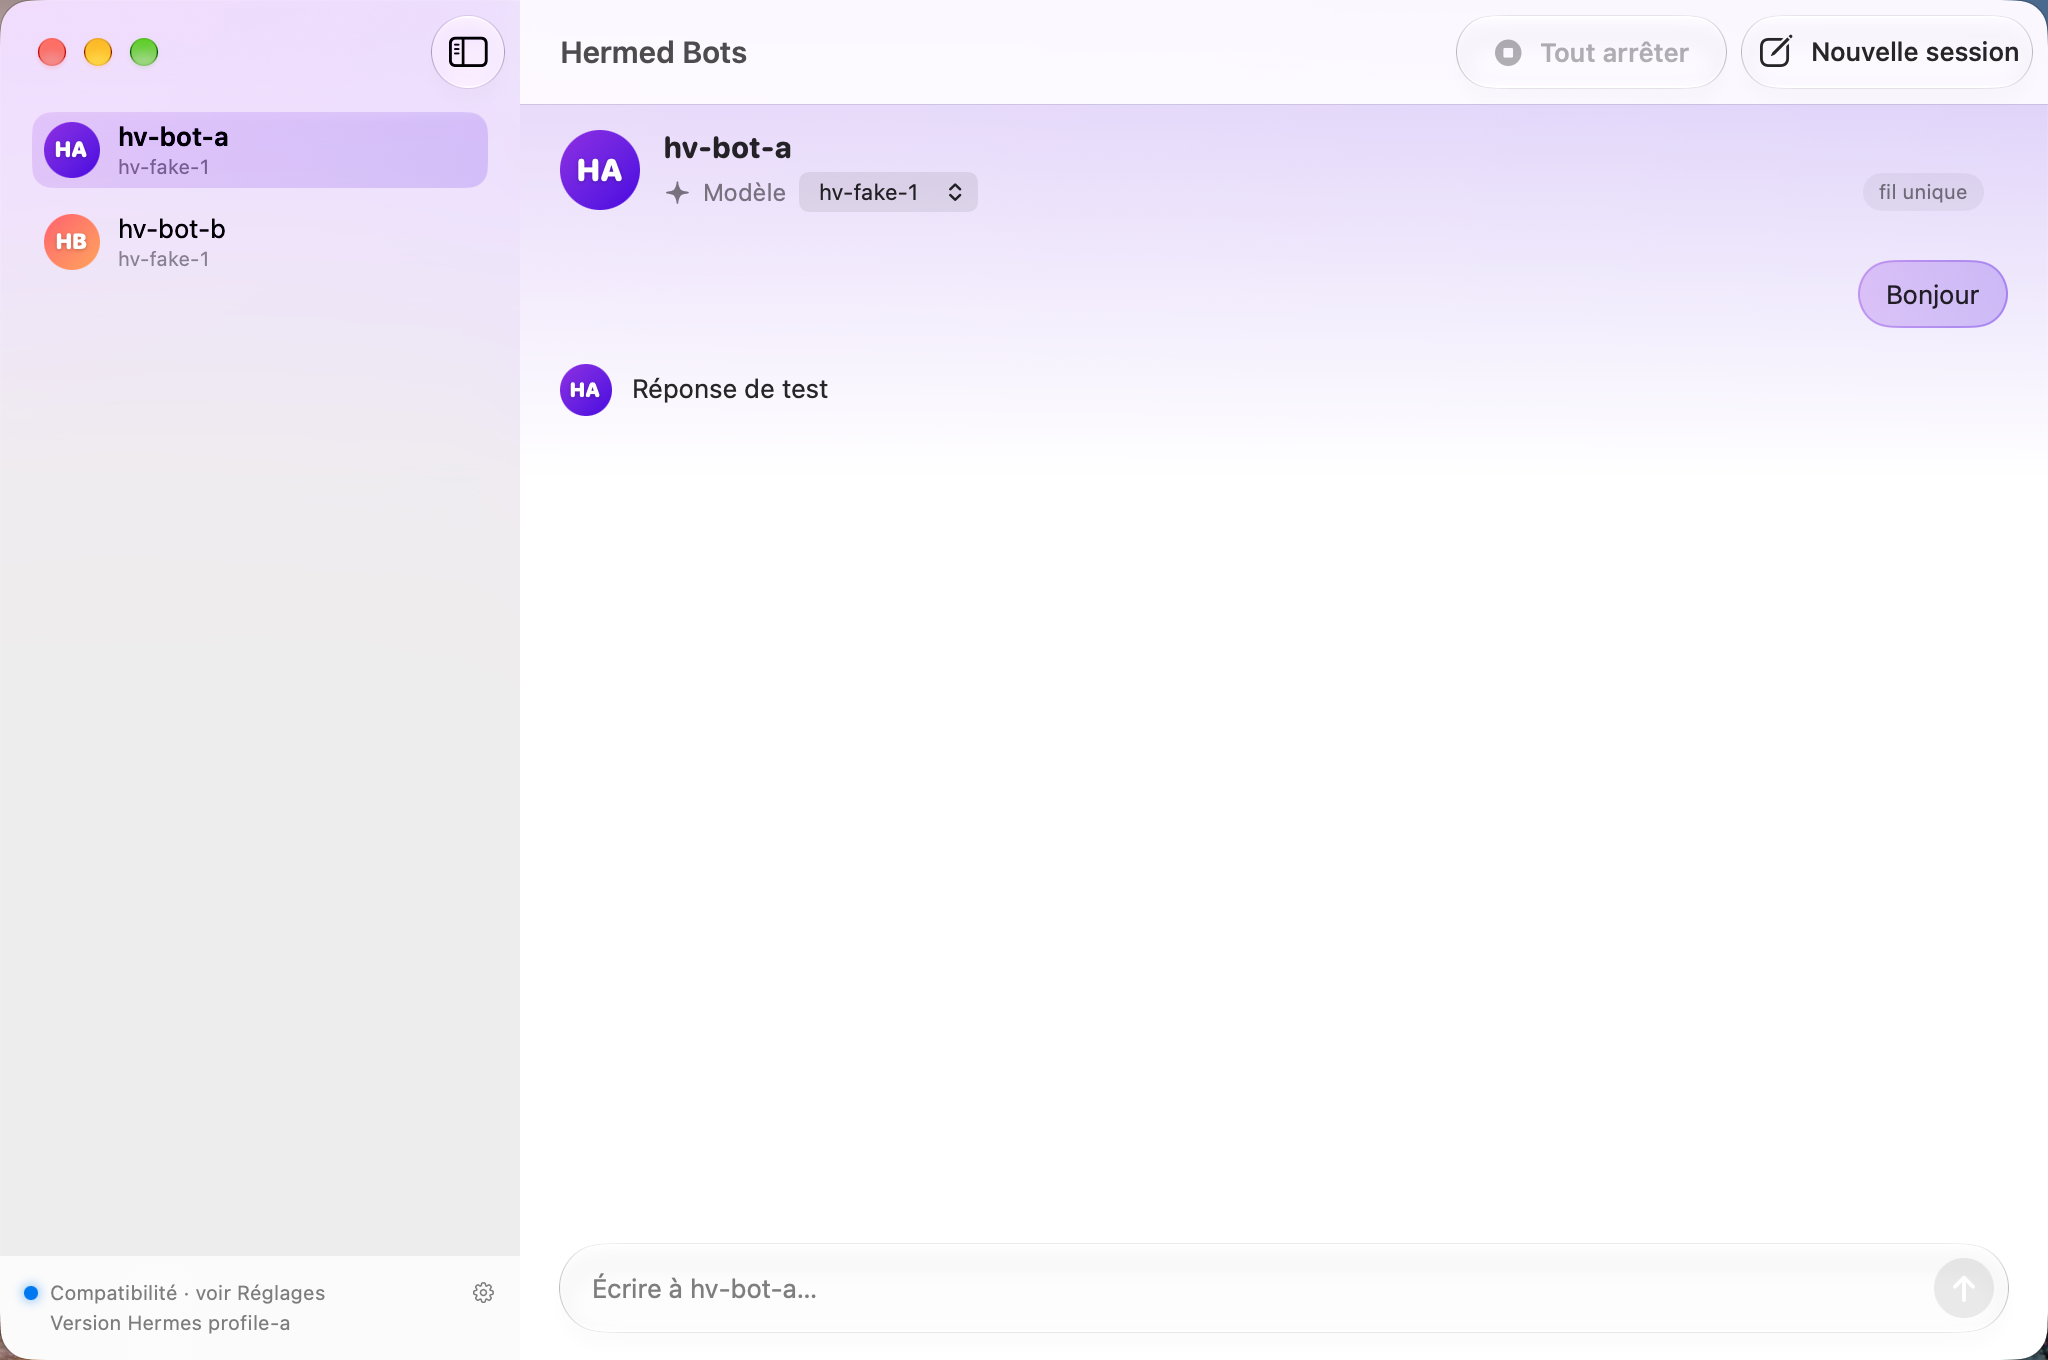 Hermed Bots
Tout arrêter
Nouvelle session
HA
hv-bot-a
hv-fake-1
HB
hv-bot-b
hv-fake-1
HA
hv-bot-a
Modèle
hv-fake-1
fil unique
Bonjour
HA
Réponse de test
Écrire à hv-bot-a...
Compatibilité · voir Réglages
Version Hermes profile-a